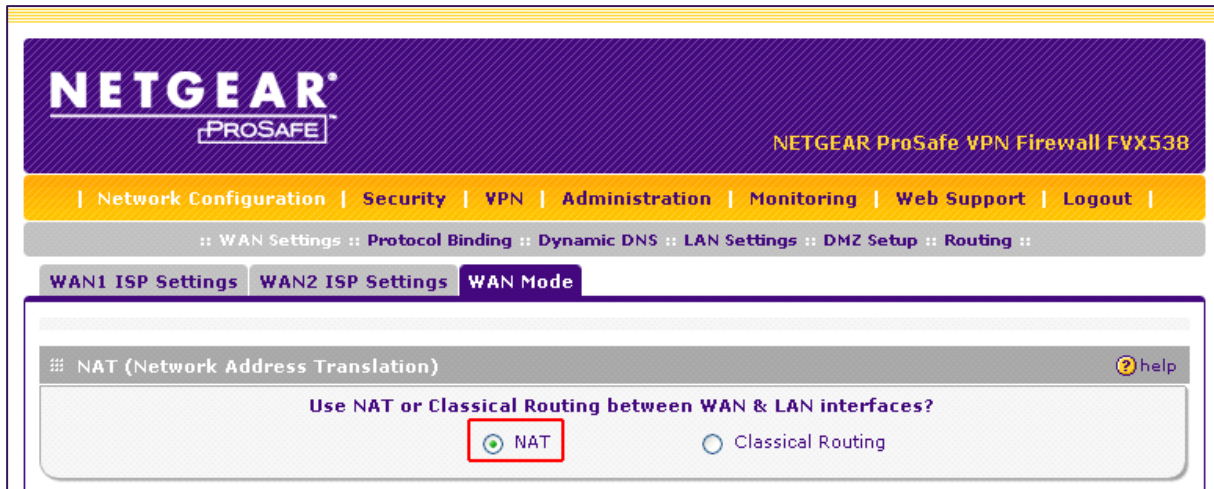 NETGEAR®
PROSAFE™
NETGEAR ProSafe VPN Firewall FVX538
| Network Configuration | Security | VPN | Administration | Monitoring | Web Support | Logout |
:: WAN Settings :: Protocol Binding :: Dynamic DNS :: LAN Settings :: DMZ Setup :: Routing ::
WAN1 ISP Settings WAN2 ISP Settings WAN Mode
NAT (Network Address Translation) ? help
Use NAT or Classical Routing between WAN & LAN interfaces?
NAT Classical Routing